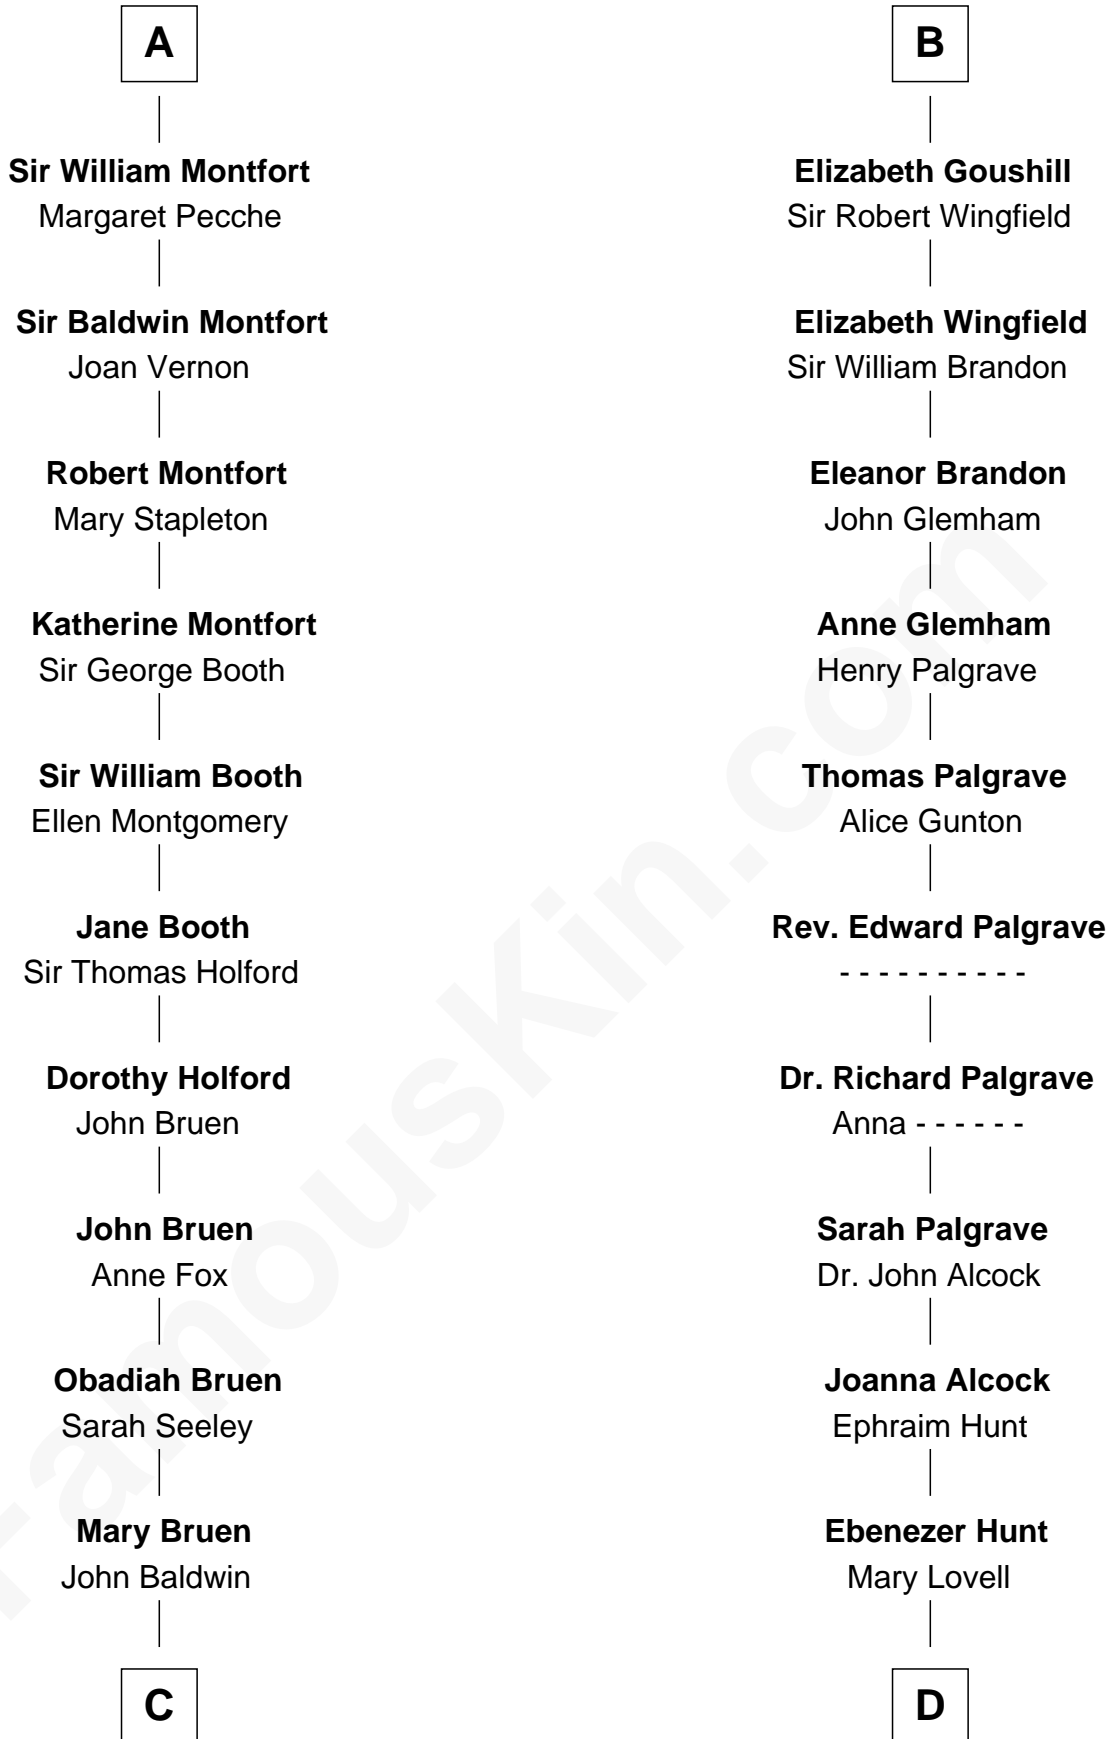 A
Sir William Montfort
Margaret Pecche
Sir Baldwin Montfort
Joan Vernon
Robert Montfort
Mary Stapleton
Katherine Montfort
Sir George Booth
Sir William Booth
Ellen Montgomery
Jane Booth
Sir Thomas Holford
Dorothy Holford
John Bruen
John Bruen
Anne Fox
Obadiah Bruen
Sarah Seeley
Mary Bruen
John Baldwin
C
B
Elizabeth Goushill
Sir Robert Wingfield
Elizabeth Wingfield
Sir William Brandon
Eleanor Brandon
John Glemham
Anne Glemham
Henry Palgrave
Thomas Palgrave
Alice Gunton
Rev. Edward Palgrave
- - - - - - - - - -
Dr. Richard Palgrave
Anna - - - - - -
Sarah Palgrave
Dr. John Alcock
Joanna Alcock
Ephraim Hunt
Ebenezer Hunt
Mary Lovell
D
FamousKin.com